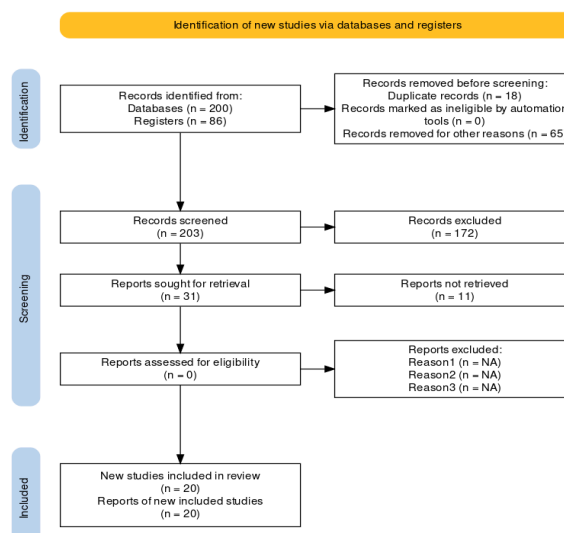 Identification of new studies via databases and registers
Identification
Records identified from:
Databases (n = 200)
Registers (n = 86)
Records removed before screening:
Duplicate records (n = 18)
Records marked as ineligible by automation
tools (n = 0)
Records removed for other reasons (n = 65
Screening
Records screened
(n = 203)
Records excluded
(n = 172)
Reports sought for retrieval
(n = 31)
Reports not retrieved
(n = 11)
Reports assessed for eligibility
(n = 0)
Reports excluded:
Reason1 (n = NA)
Reason2 (n = NA)
Reason3 (n = NA)
Included
New studies included in review
(n = 20)
Reports of new included studies
(n = 20)